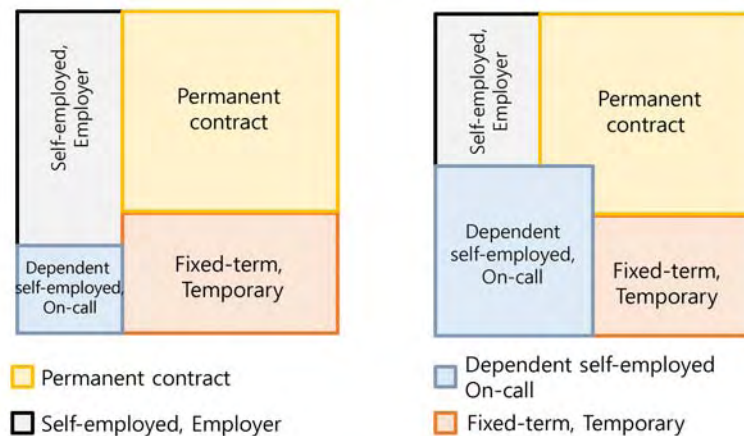 Self-employed,
Employer
Permanent
contract
Dependent
self-employed,
On-call
Fixed-term,
Temporary
Permanent contract
Self-employed, Employer
Self-employed,
Employer
Permanent
contract
Dependent
self-employed,
On-call
Fixed-term,
Temporary
Dependent self-employed
On-call
Fixed-term, Temporary